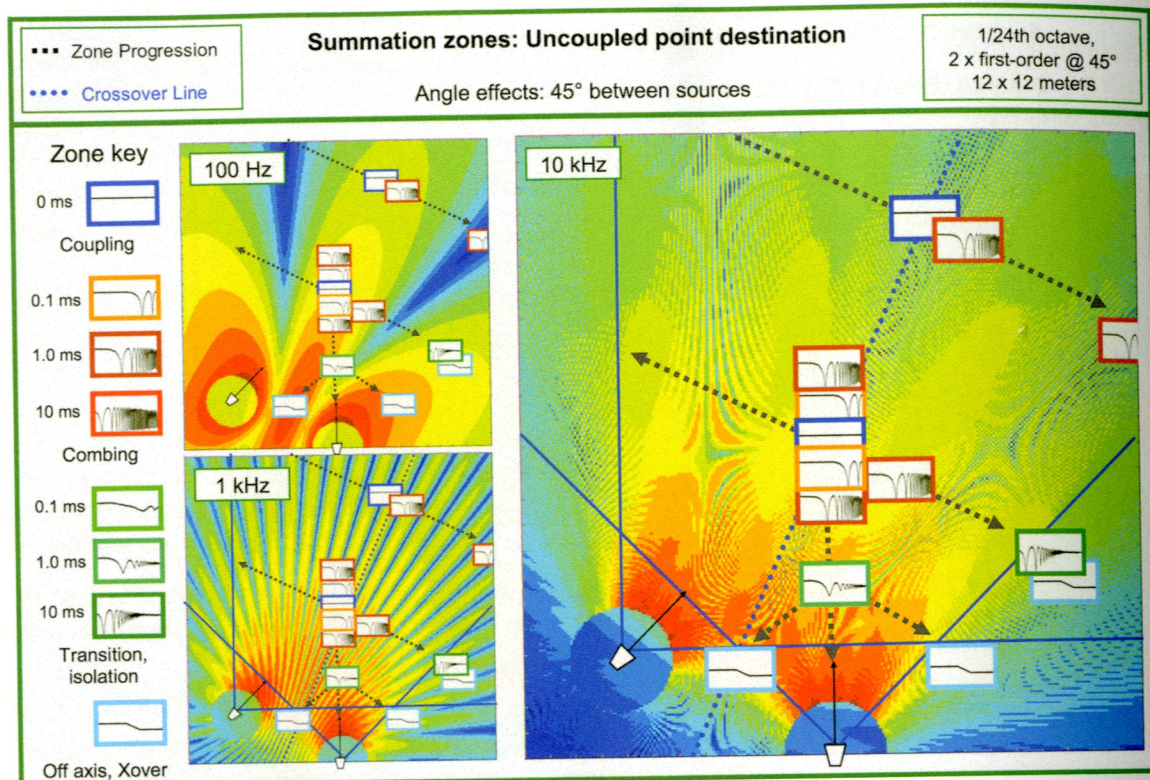 Zone Progression
Crossover Line
Summation zones: Uncoupled point destination
Angle effects: 45° between sources
1/24th octave,
2 x first-order @ 45°
12 x 12 meters
Zone key
0 ms
Coupling
0.1 ms
1.0 ms
10 ms
Combing
0.1 ms
1.0 ms
10 ms
Transition,
isolation
Off axis, Xover
100 Hz
1 kHz
10 kHz